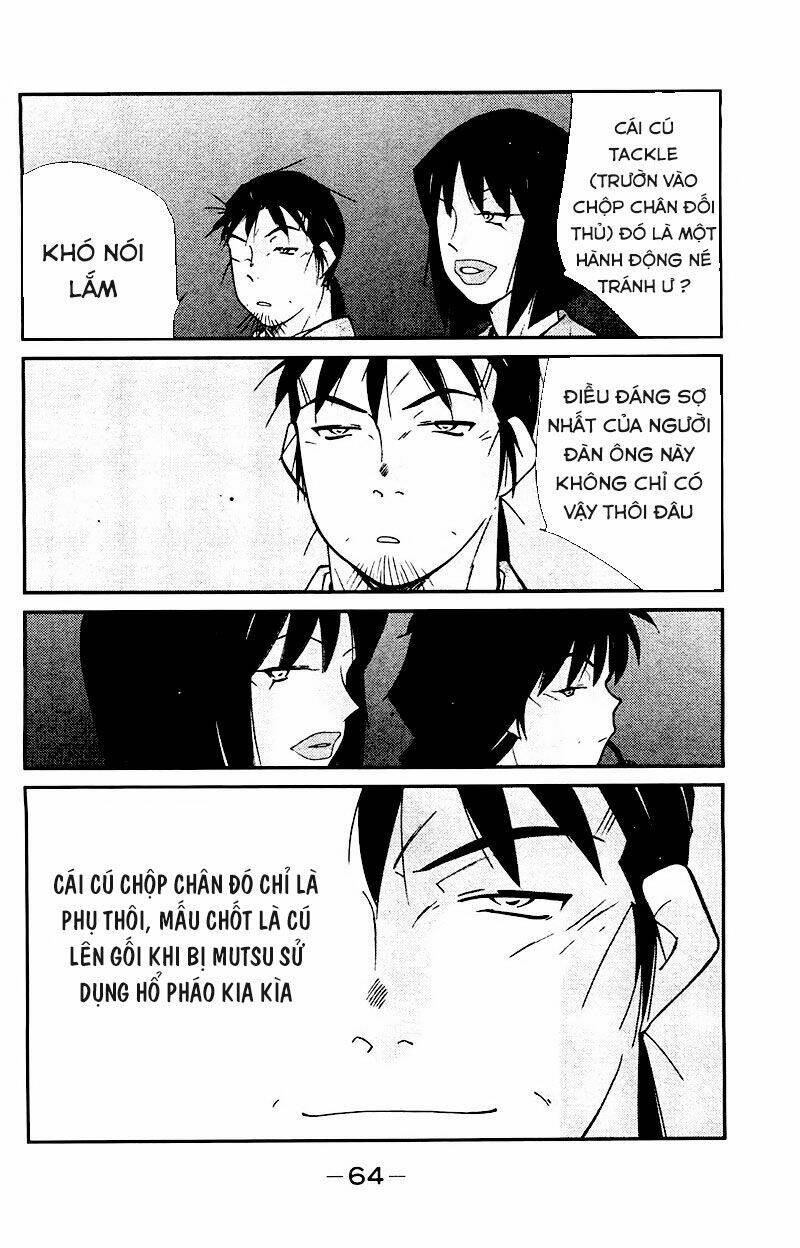 CÁI CÚ
TACKLE
(TRƯỜN VÀO
CHỘP CHÂN ĐỐI
THỦ) ĐÓ LÀ MỘT
HÀNH ĐỘNG NÉ
TRÁNH Ư ?
KHÓ NÓI
LẮM
ĐIỀU ĐÁNG SỢ
NHẤT CỦA NGƯỜI
ĐÀN ÔNG NÀY
KHÔNG CHỈ CÓ
VẬY THÔI ĐÂU
CÁI CÚ CHỘP CHÂN ĐÓ CHỈ LÀ
PHỤ THÔI, MẤU CHỐT LÀ CÚ
LÊN GỐI KHI BỊ MUTSU SỬ
DỤNG HỔ PHÁO KIA KÌA
—64—